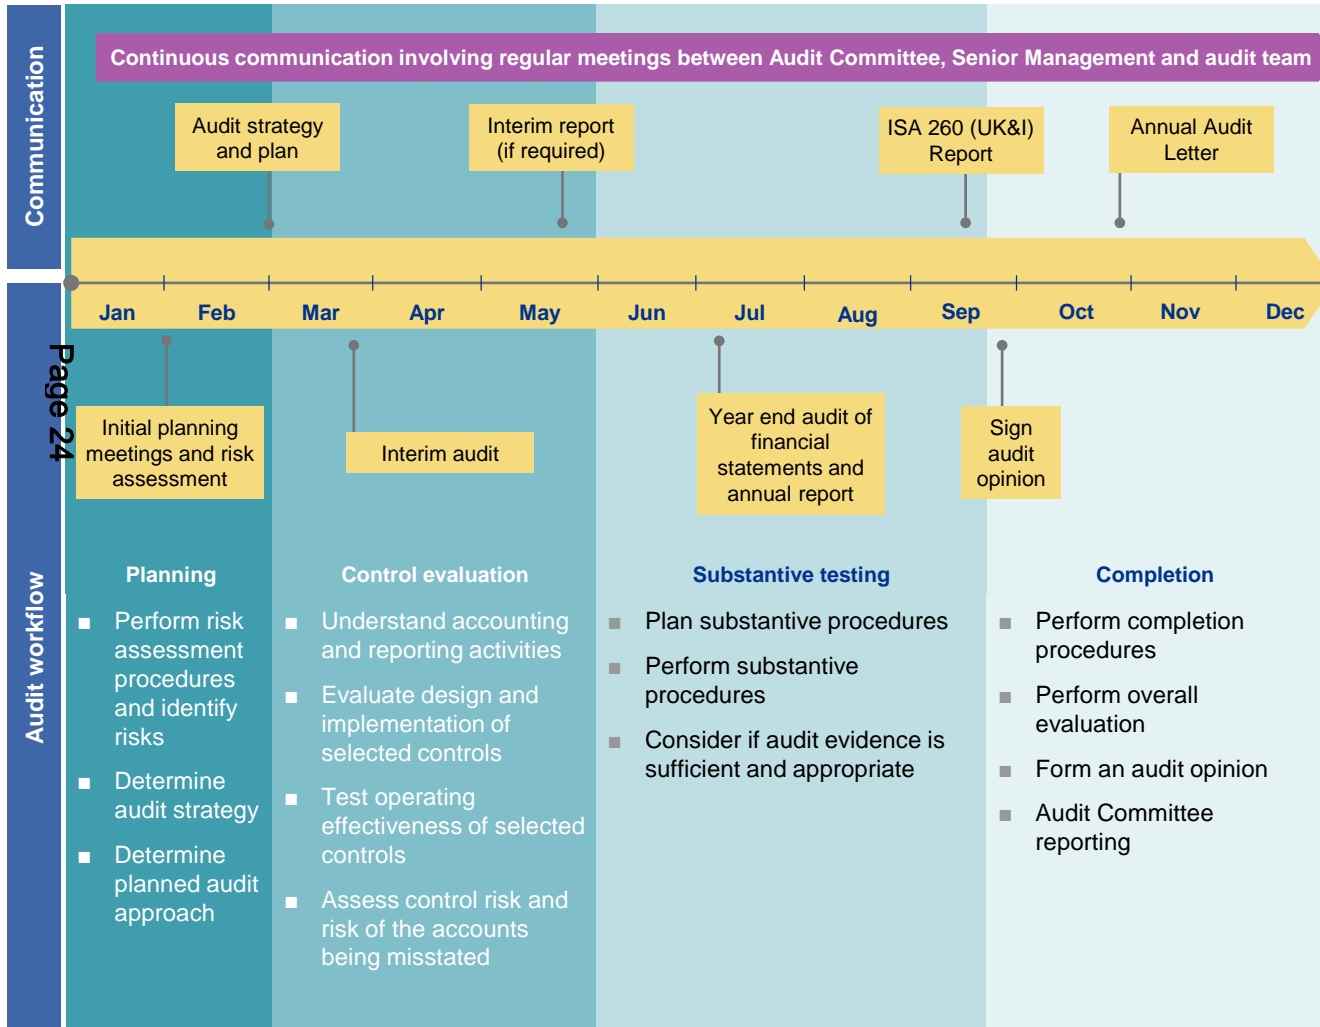 Communication
Continuous communication involving regular meetings between Audit Committee, Senior Management and audit team
Audit strategy
and plan
Interim report
(if required)
ISA 260 (UK&I)
Report
Annual Audit
Letter
Jan Feb Mar Apr May Jun Jul Aug Sep Oct Nov Dec
Page 24
Initial planning
meetings and risk
assessment
Interim audit
Year end audit of
financial
statements and
annual report
Sign
audit
opinion
Audit workflow
Planning
■ Perform risk
assessment
procedures
and identify
risks
■ Determine
audit strategy
■ Determine
planned audit
approach
Control evaluation
■ Understand accounting
and reporting activities
■ Evaluate design and
implementation of
selected controls
■ Test operating
effectiveness of selected
controls
■ Assess control risk and
risk of the accounts
being misstated
Substantive testing
■ Plan substantive procedures
■ Perform substantive
procedures
■ Consider if audit evidence is
sufficient and appropriate
Completion
■ Perform completion
procedures
■ Perform overall
evaluation
■ Form an audit opinion
■ Audit Committee
reporting